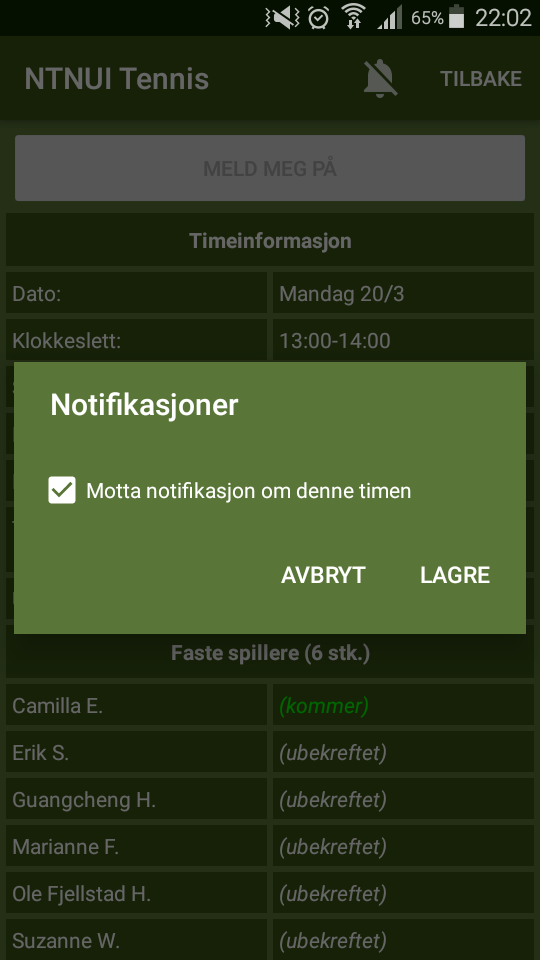 65% 22:02
NTNUI Tennis TILBAKE
MELD MEG PÅ
Timeinformasjon
Dato: Mandag 20/3
Klokkeslett: 13:00-14:00
Notifikasjoner
Motta notifikasjon om denne timen
AVBRYT LAGRE
Faste spillere (6 stk.)
Camilla E. (kommer)
Erik S. (ubekreftet)
Guangcheng H. (ubekreftet)
Marianne F. (ubekreftet)
Ole Fjellstad H. (ubekreftet)
Suzanne W. (ubekreftet)